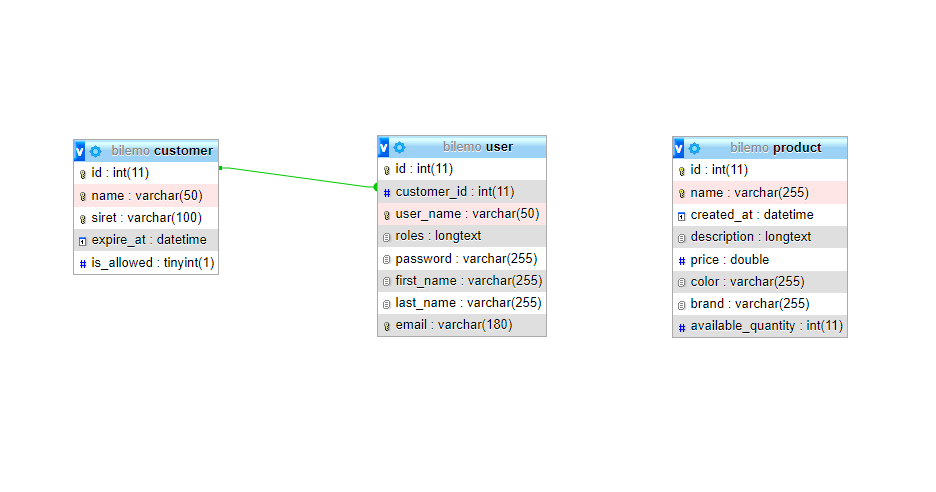 bilemo customer
id : int(11)
name : varchar(50)
siret : varchar(100)
expire_at : datetime
# is_allowed : tinyint(1)
bilemo user
id : int(11)
# customer_id : int(11)
user_name : varchar(50)
roles : longtext
password : varchar(255)
first_name : varchar(255)
last_name : varchar(255)
email : varchar(180)
bilemo product
id : int(11)
name : varchar(255)
created_at : datetime
description : longtext
# price : double
color : varchar(255)
brand : varchar(255)
# available_quantity : int(11)